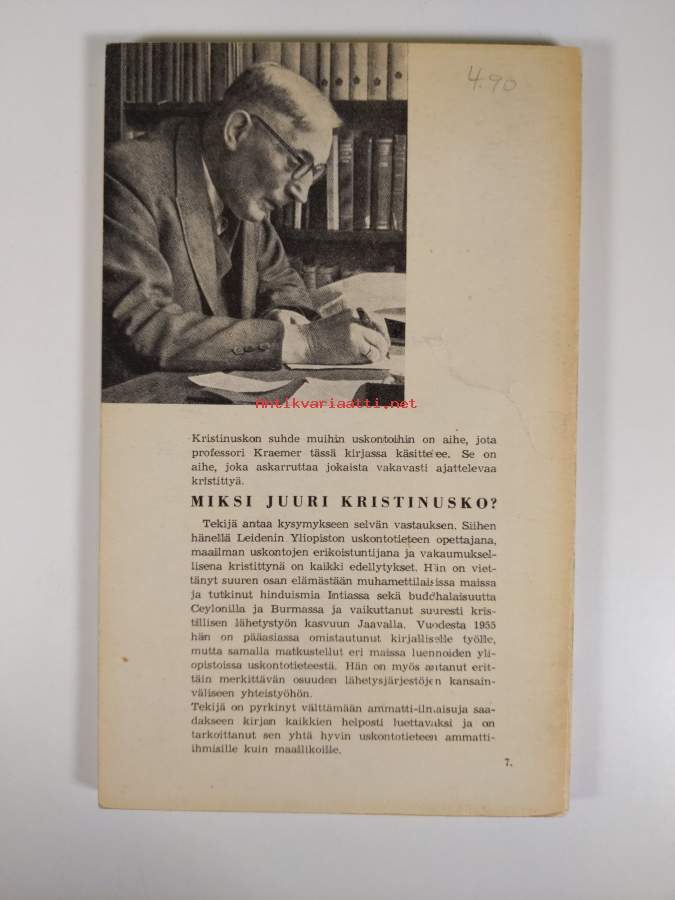 4.90
Antikvariaatti.net
Kristinuskon suhde muihin uskontoihin on aihe, jota
professori Kraemer tässä kirjassa käsittelee. Se on
aihe, joka askarruttaa jokaista vakavasti ajattelevaa
kristittyä.
MIKSI JUURI KRISTINUSKO?
Tekijä antaa kysymykseen selvän vastauksen. Siihen
hänellä Leidenin Yliopiston uskontotieteen opettajana,
maailman uskontojen erikoistuntijana ja vakaumuksel-
lisena kristittynä on kaikki edellytykset. Hän on viet-
tänyt suuren osan elämästään muhamettilaisissa maissa
ja tutkinut hinduismia Intiassa sekä buddhalaisuutta
Ceylonilla ja Burmassa ja vaikuttanut suuresti kris-
tillisen lähetystyön kasvuun Jaavalla. Vuodesta 1955
hän on pääasiassa omistautunut kirjalliselle työlle,
mutta samalla matkustellut eri maissa luennoiden yli-
opistoissa uskontotieteestä. Hän on myös antanut erit-
täin merkittävän osuuden lähetysjärjestöjen kansain-
väliseen yhteistyöhön.
Tekijä on pyrkinyt välttämään ammatti-ilmaisuja saa-
dakseen kirjan kaikkien helposti luettavaksi ja on
tarkoittanut sen yhtä hyvin uskontotieteen ammatti-
ihmisille kuin maallikoille.
7.